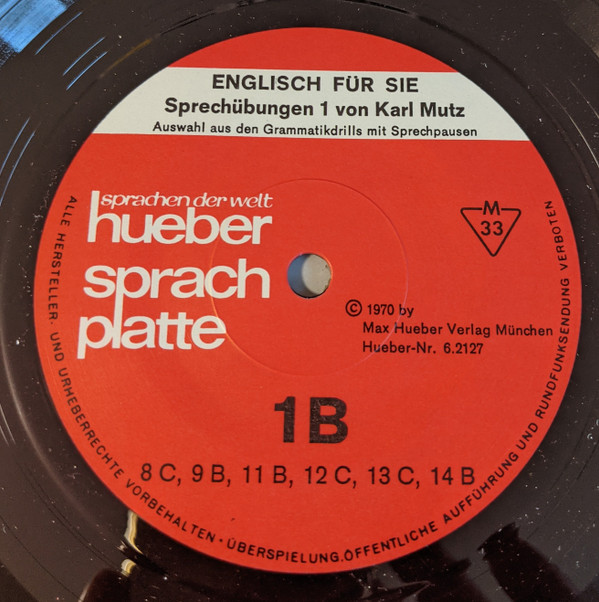 ENGLISCH FÜR SIE
Sprechübungen 1 von Karl Mutz
Auswahl aus den Grammatikdrills mit Sprechpausen
sprachen der welt
hueber
sprach
platte
M
33
© 1970 by
Max Hueber Verlag München
Hueber-Nr. 6.2127
1B
8 C, 9 B, 11 B, 12 C, 13 C, 14 B
ALLE HERSTELLER- UND URHEBERRECHTE VORBEHALTEN · ÜBERSPIELUNG. ÖFFENTLICHE AUFFÜHRUNG UND RUNDFUNKSENDUNG VERBOTEN